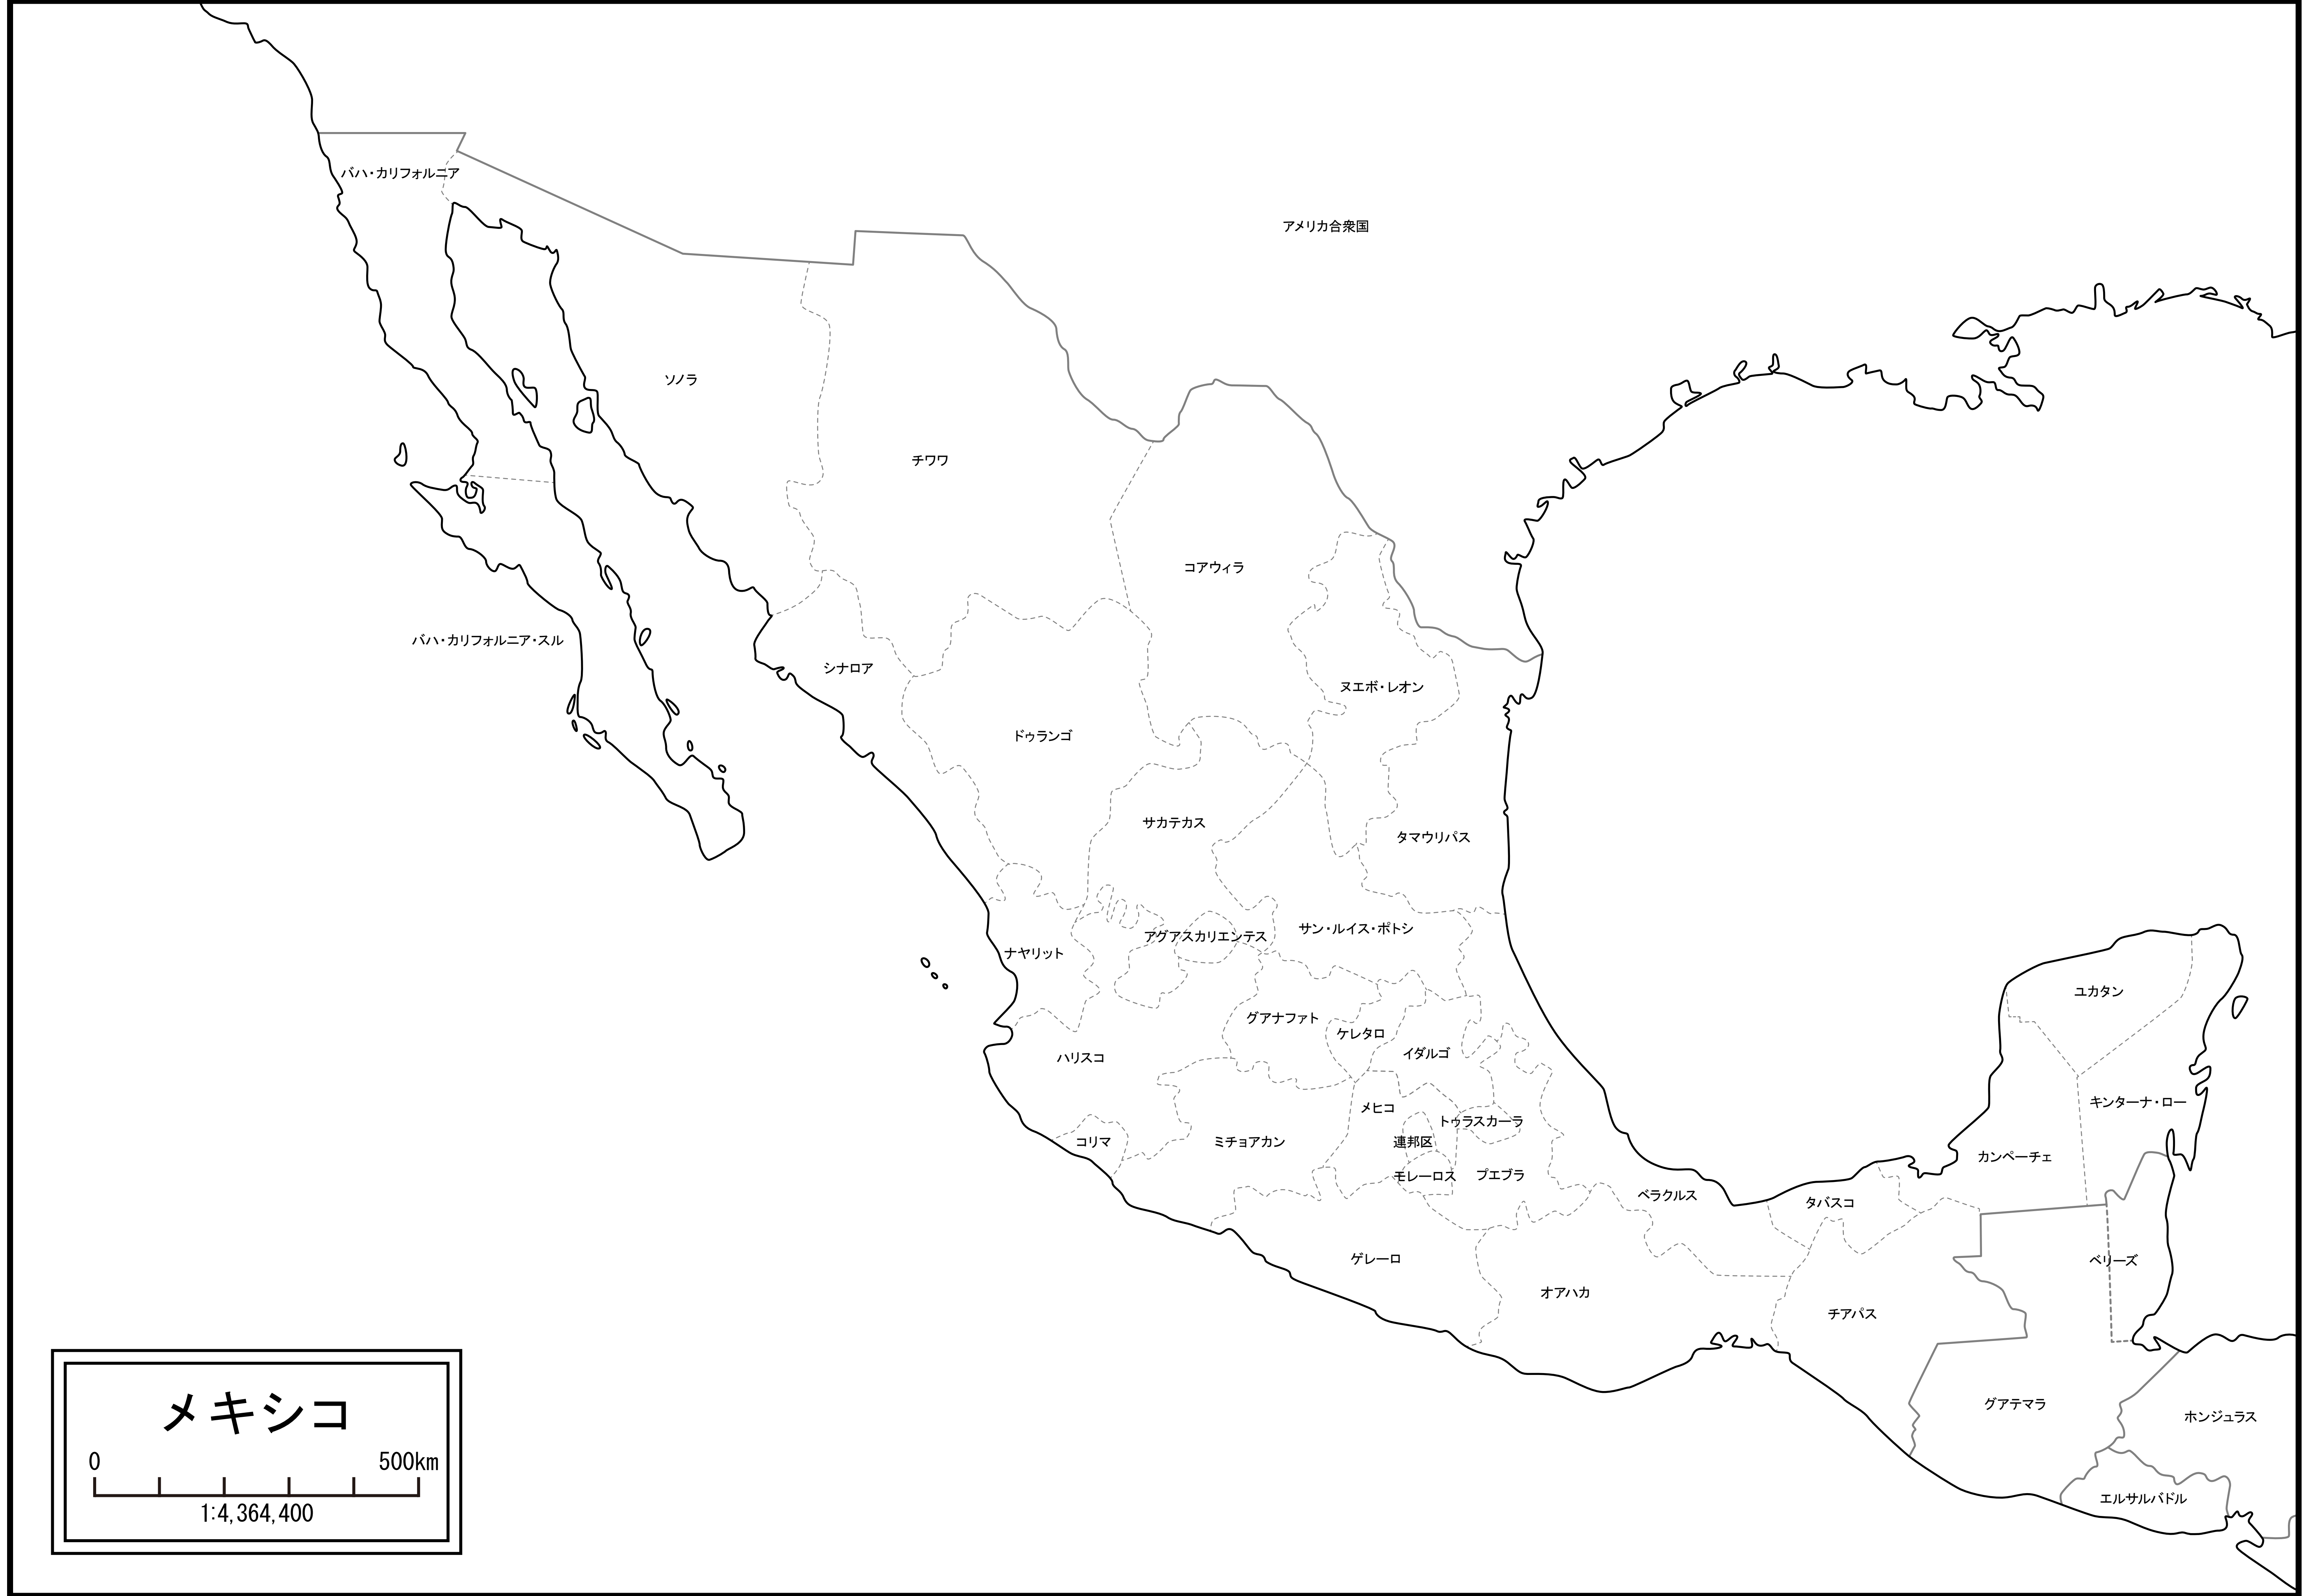 バハ・カリフォルニア
アメリカ合衆国
ソノラ
チワワ
コアウィラ
バハ・カリフォルニア・スル
シナロア
ヌエボ・レオン
ドゥランゴ
サカテカス
タマウリパス
サン・ルイス・ポトシ
アグアスカリエンテス
ナヤリット
ユカタン
グアナファト
ケレタロ
イダルゴ
ハリスコ
キンターナ・ロー
メヒコ
トゥラスカーラ
コリマ
ミチョアカン
連邦区
カンペーチェ
モレーロス
プエブラ
ベラクルス
タバスコ
ゲレーロ
ベリーズ
オアハカ
チアパス
グアテマラ
ホンジュラス
エルサルバドル
メキシコ
0 500km
1:4,364,400